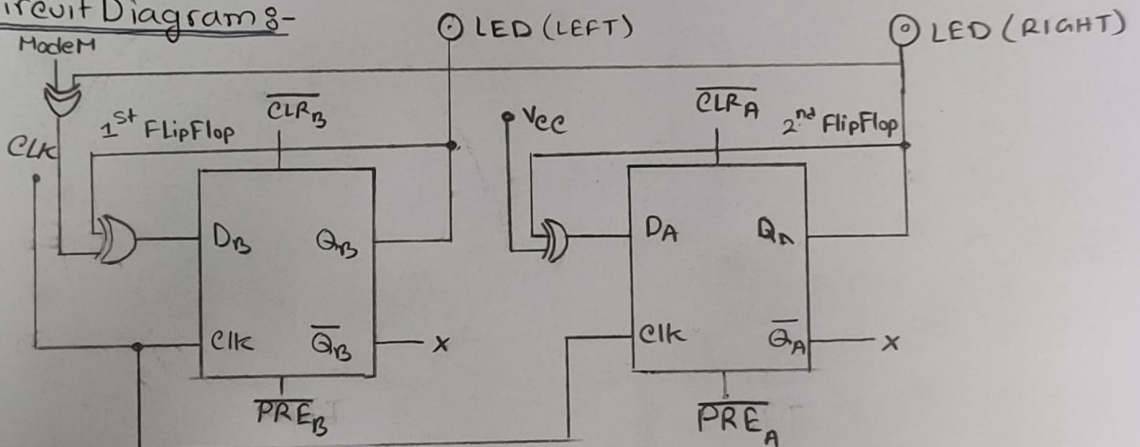 ircuit Diagram:-
Mode M
LED (LEFT)
LED (RIGHT)
CLK
1st FLipFlop
CLRB
VCC
CLRA
2nd FlipFlop
DB
QB
DA
QA
Clk
QB
X
Clk
QA
X
PREB
PREA